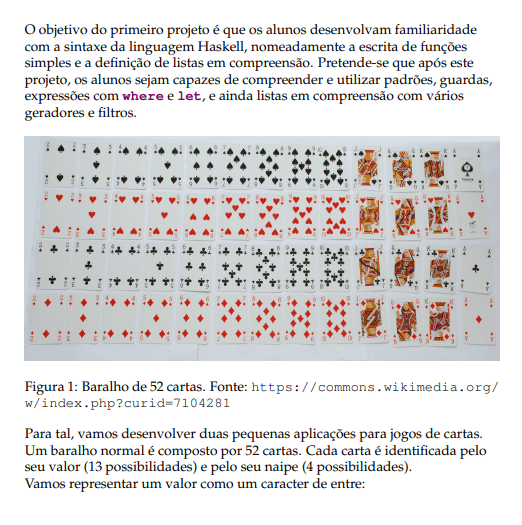 O objetivo do primeiro projeto é que os alunos desenvolvam familiaridade
com a sintaxe da linguagem Haskell, nomeadamente a escrita de funções
simples e a definição de listas em compreensão. Pretende-se que após este
projeto, os alunos sejam capazes de compreender e utilizar padrões, guardas,
expressões com where e let, e ainda listas em compreensão com vários
geradores e filtros.
Figura 1: Baralho de 52 cartas. Fonte: https://commons.wikimedia.org/
w/index.php?curid=7104281
Para tal, vamos desenvolver duas pequenas aplicações para jogos de cartas.
Um baralho normal é composto por 52 cartas. Cada carta é identificada pelo
seu valor (13 possibilidades) e pelo seu naipe (4 possibilidades).
Vamos representar um valor como um caracter de entre: